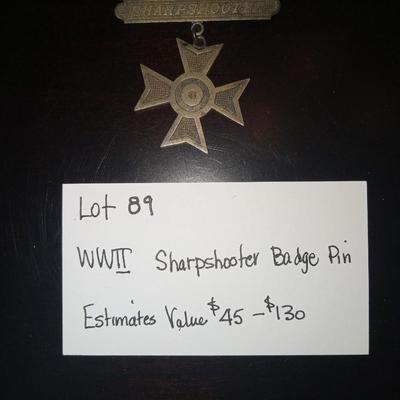 SHARPSHOOTER
Lot 89
WWII Sharpshooter Badge Pin
Estimates Value $45 - $130